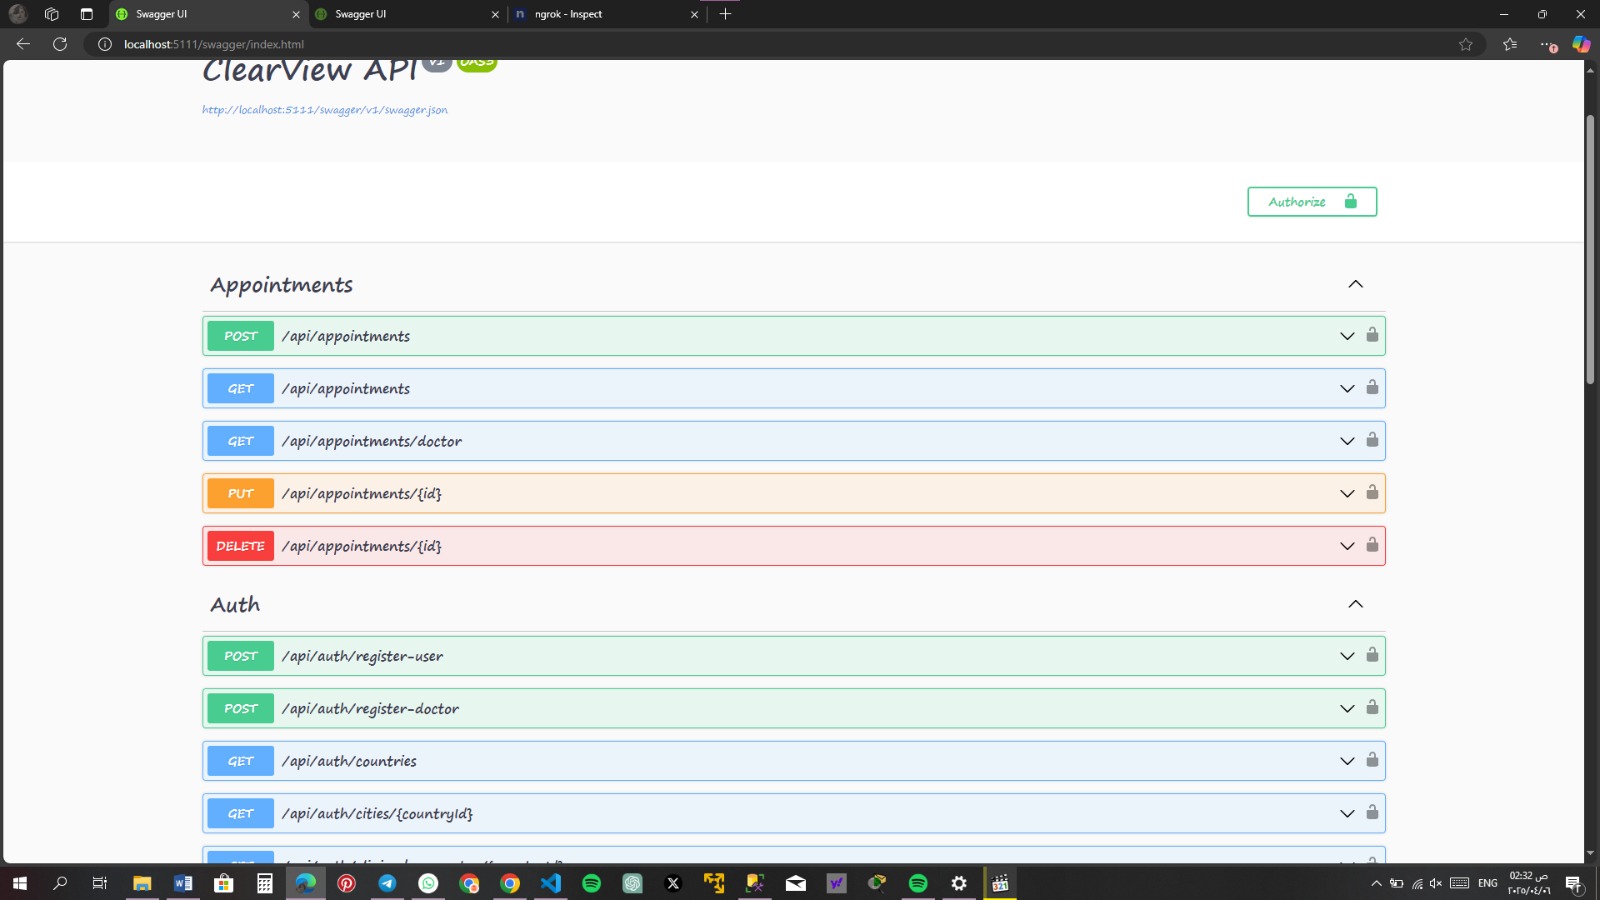 Swagger UI
Swagger UI
ngrok - Inspect
localhost:5111/swagger/index.html
ClearView API v1 OAS3
http://localhost:5111/swagger/v1/swagger.json
Authorize
Appointments
POST /api/appointments
GET /api/appointments
GET /api/appointments/doctor
PUT /api/appointments/{id}
DELETE /api/appointments/{id}
Auth
POST /api/auth/register-user
POST /api/auth/register-doctor
GET /api/auth/countries
GET /api/auth/cities/{countryId}
ENG
02:32 ص
٢٠٢٥/٠٤/٠٦